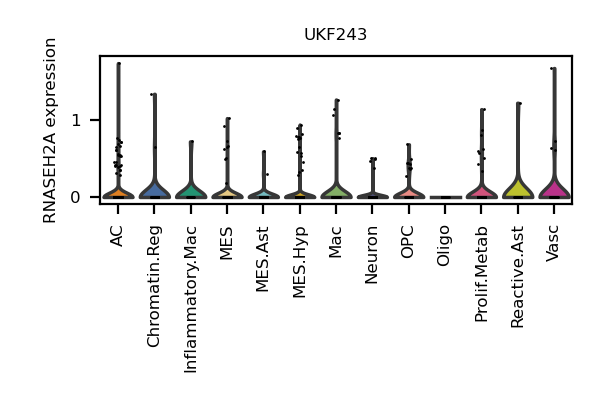 UKF243
RNASEH2A expression
1
0
AC
Chromatin.Reg
Inflammatory.Mac
MES
MES.Ast
MES.Hyp
Mac
Neuron
OPC
Oligo
Prolif.Metab
Reactive.Ast
Vasc